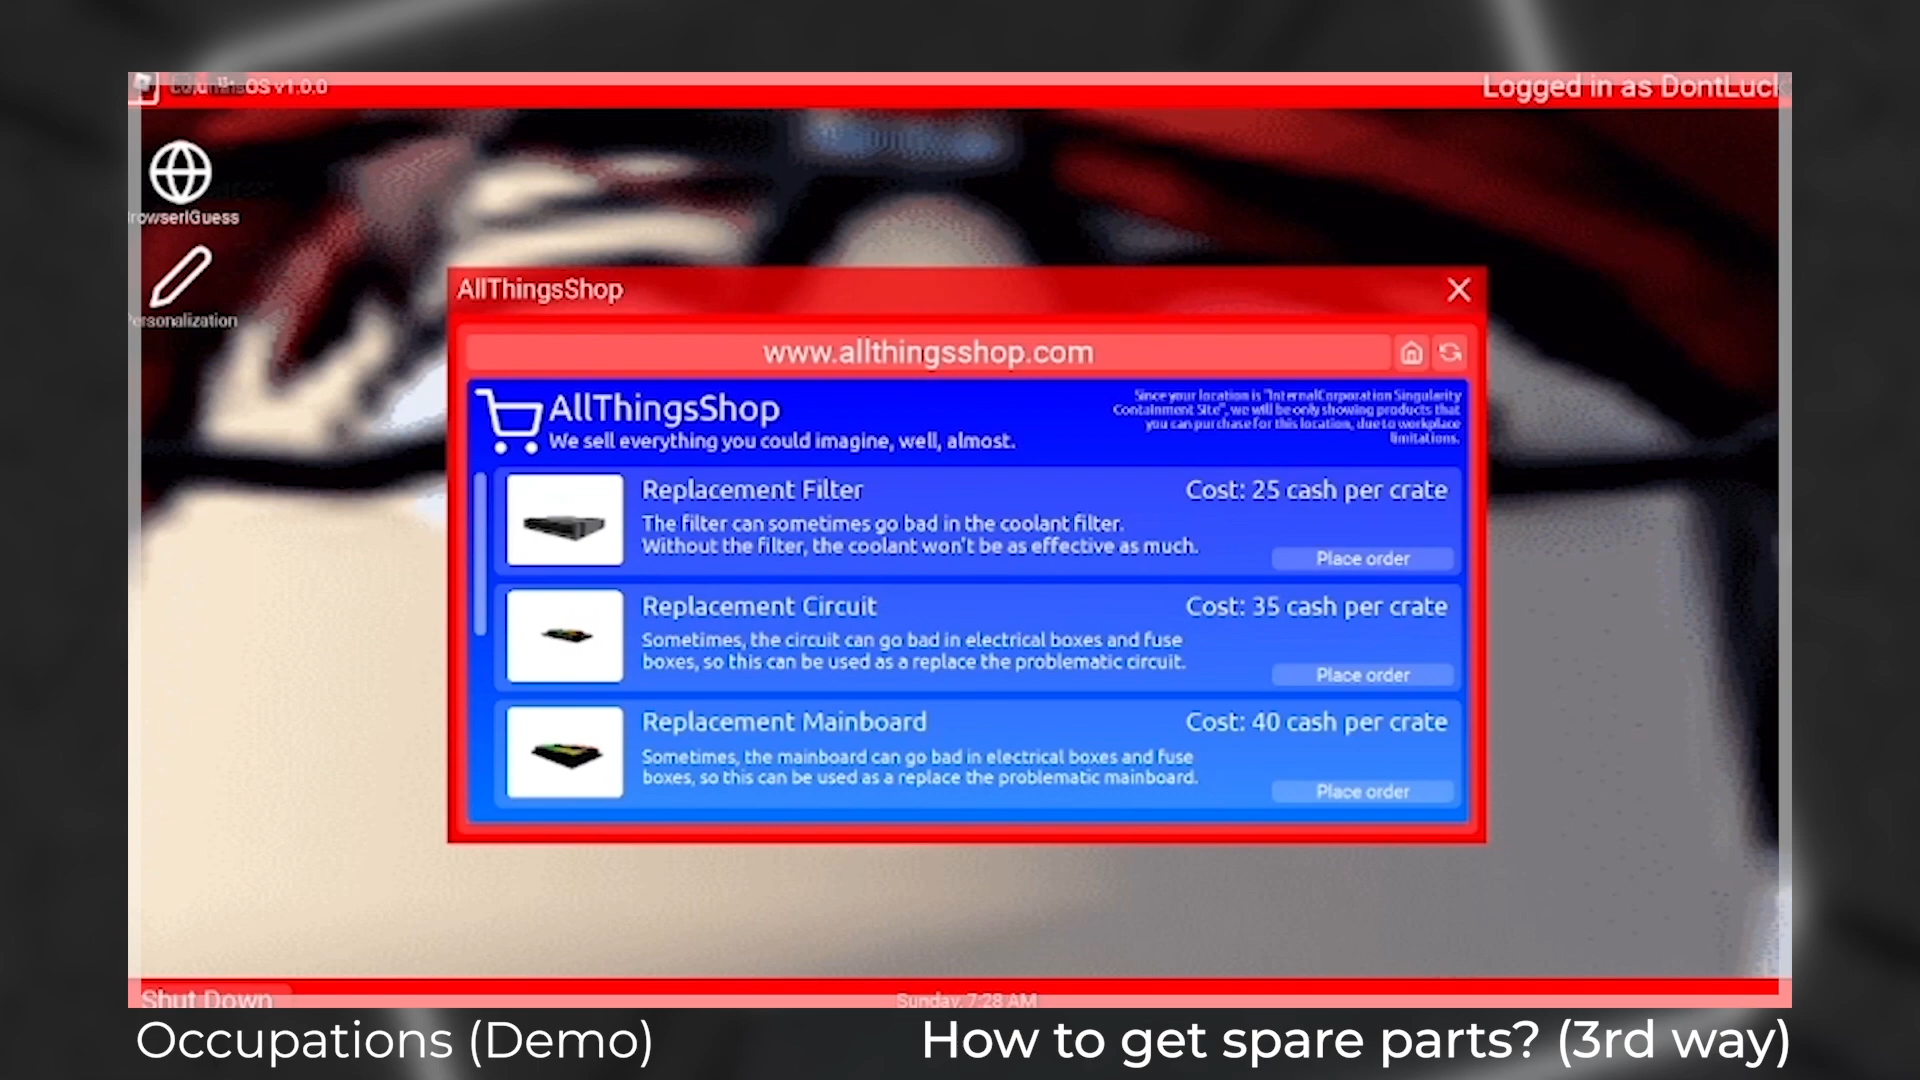 OS v1.0.0
Logged in as DontLuck
rowserIGuess
ersonalization
AllThingsShop
www.allthingsshop.com
AllThingsShop
We sell everything you could imagine, well, almost.
Since your location is "InternalCorporation Singularity
Containment Site", we will be only showing products that
you can purchase for this location, due to workplace
limitations.
Replacement Filter
Cost: 25 cash per crate
The filter can sometimes go bad in the coolant filter.
Without the filter, the coolant won't be as effective as much.
Place order
Replacement Circuit
Cost: 35 cash per crate
Sometimes, the circuit can go bad in electrical boxes and fuse
boxes, so this can be used as a replace the problematic circuit.
Place order
Replacement Mainboard
Cost: 40 cash per crate
Sometimes, the mainboard can go bad in electrical boxes and fuse
boxes, so this can be used as a replace the problematic mainboard.
Place order
Shut Down
Sunday, 7:28 AM
Occupations (Demo)
How to get spare parts? (3rd way)